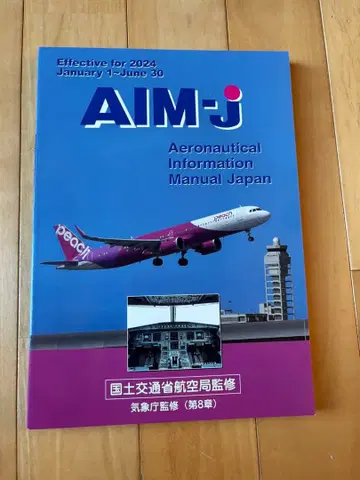 Effective for 2024
January 1~June 30
AIM-j
Aeronautical
Information
Manual Japan
peach
peach
国土交通省航空局監修
気象庁監修(第8章)